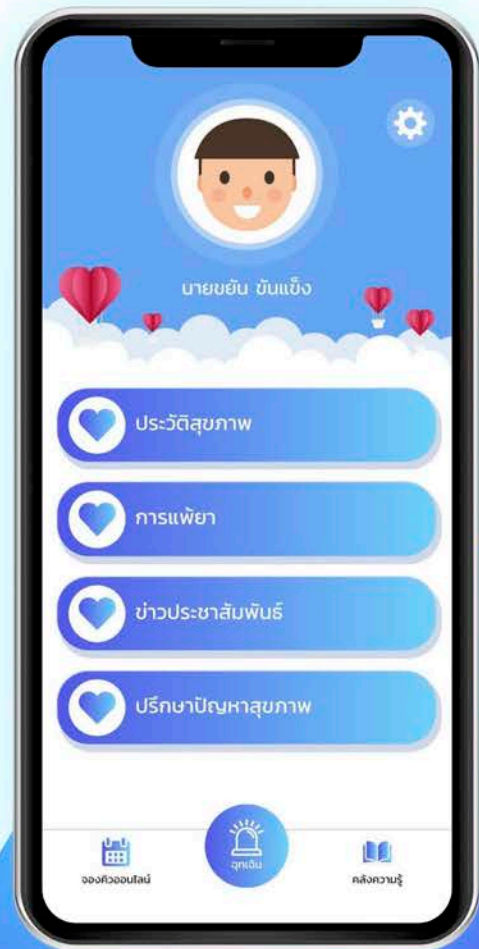 นายขยัน ขันแข็ง
ประวัติสุขภาพ
การแพ้ยา
ข่าวประชาสัมพันธ์
ปรึกษาปัญหาสุขภาพ
จองคิวออนไลน์
ฉุกเฉิน
คลังความรู้